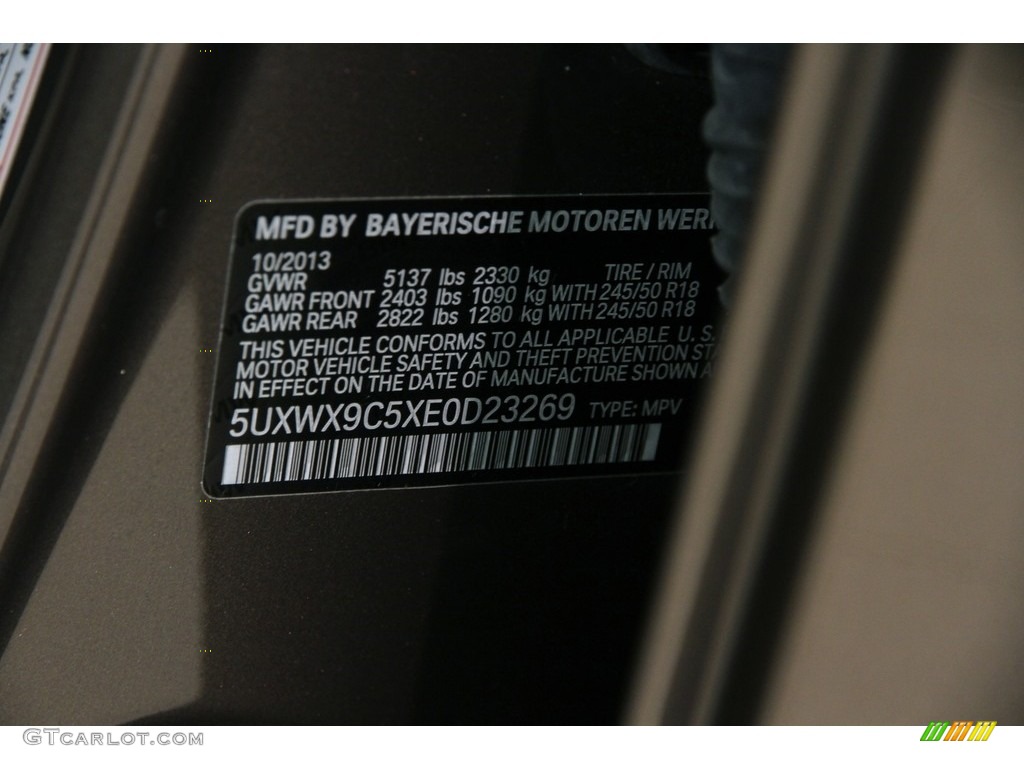 MFD BY BAYERISCHE MOTOREN WER
10/2013
GVWR 5137 lbs 2330 kg TIRE / RIM
GAWR FRONT 2403 lbs 1090 kg WITH 245/50 R18
GAWR REAR 2822 lbs 1280 kg WITH 245/50 R18
THIS VEHICLE CONFORMS TO ALL APPLICABLE U. S.
MOTOR VEHICLE SAFETY AND THEFT PREVENTION STA
IN EFFECT ON THE DATE OF MANUFACTURE SHOWN A
5UXWX9C5XE0D23269 TYPE: MPV
GTcarlot.com